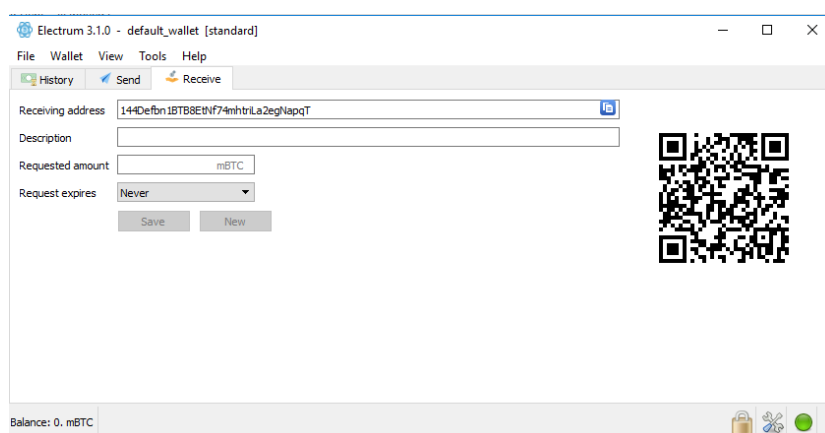 Electrum 3.1.0 - default_wallet [standard]
File Wallet View Tools Help
History Send Receive
Receiving address 144Defbn1BTB8EtNf74mhtriLa2egNapqT
Description
Requested amount mBTC
Request expires Never
Save New
Balance: 0. mBTC